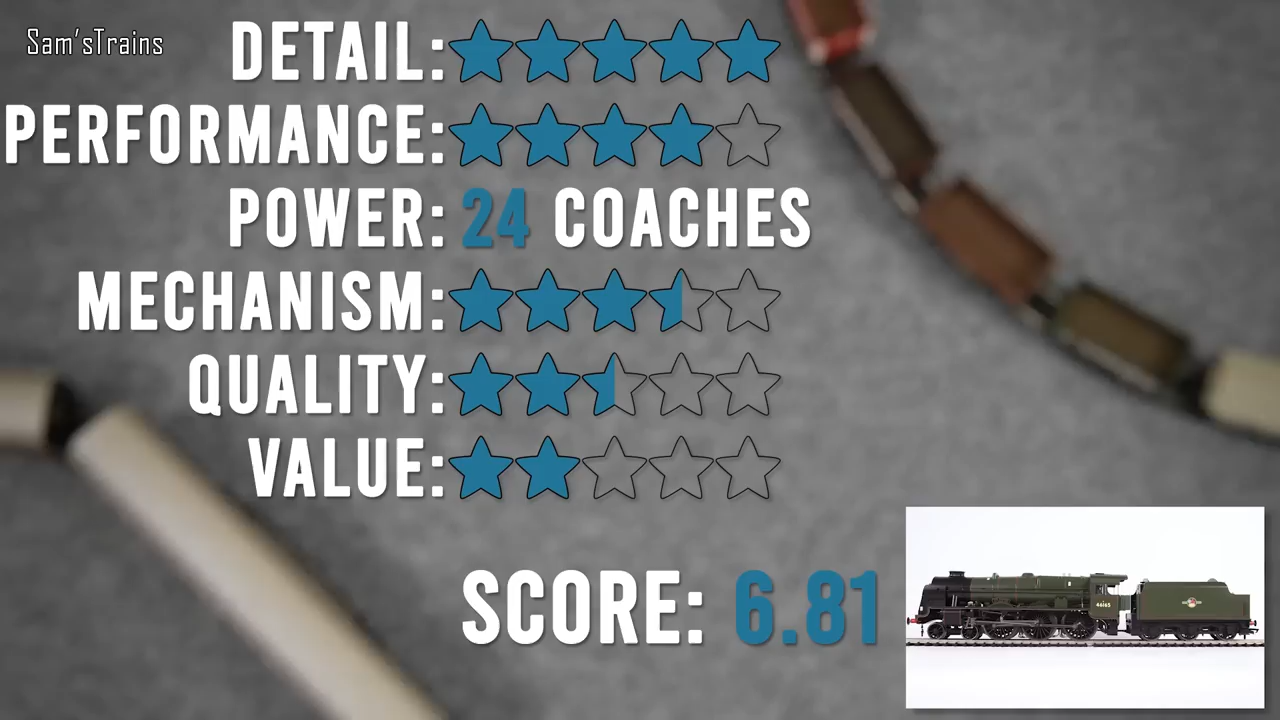 Sam'sTrains
DETAIL:
PERFORMANCE:
POWER: 24 COACHES
MECHANISM:
QUALITY:
VALUE:
SCORE: 6.81
46165